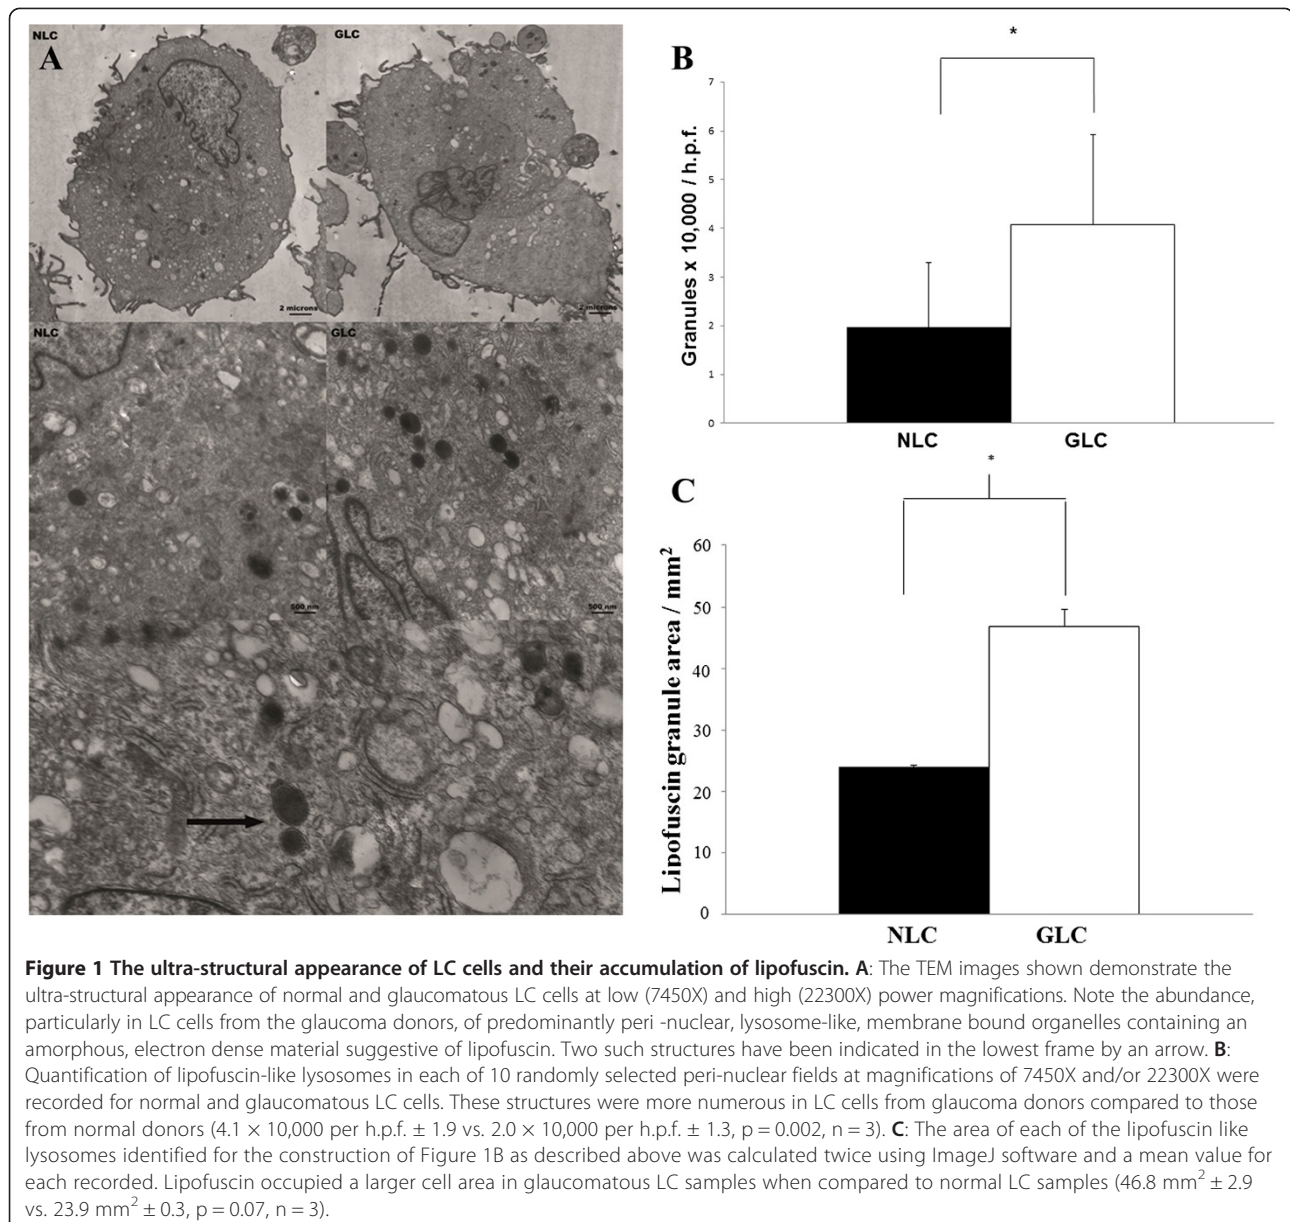 NLC
A
GLC
2 microns
2 microns
NLC
GLC
500 nm
500 nm
B
*
7
6
5
4
3
2
1
0
Granules x 10,000 / h.p.f.
NLC
GLC
C
*
60
50
40
30
20
10
0
Lipofuscin granule area / mm²
NLC
GLC
Figure 1 The ultra-structural appearance of LC cells and their accumulation of lipofuscin. A: The TEM images shown demonstrate the
ultra-structural appearance of normal and glaucomatous LC cells at low (7450X) and high (22300X) power magnifications. Note the abundance,
particularly in LC cells from the glaucoma donors, of predominantly peri -nuclear, lysosome-like, membrane bound organelles containing an
amorphous, electron dense material suggestive of lipofuscin. Two such structures have been indicated in the lowest frame by an arrow. B:
Quantification of lipofuscin-like lysosomes in each of 10 randomly selected peri-nuclear fields at magnifications of 7450X and/or 22300X were
recorded for normal and glaucomatous LC cells. These structures were more numerous in LC cells from glaucoma donors compared to those
from normal donors (4.1 × 10,000 per h.p.f. ± 1.9 vs. 2.0 × 10,000 per h.p.f. ± 1.3, p = 0.002, n = 3). C: The area of each of the lipofuscin like
lysosomes identified for the construction of Figure 1B as described above was calculated twice using ImageJ software and a mean value for
each recorded. Lipofuscin occupied a larger cell area in glaucomatous LC samples when compared to normal LC samples (46.8 mm² ± 2.9
vs. 23.9 mm² ± 0.3, p = 0.07, n = 3).